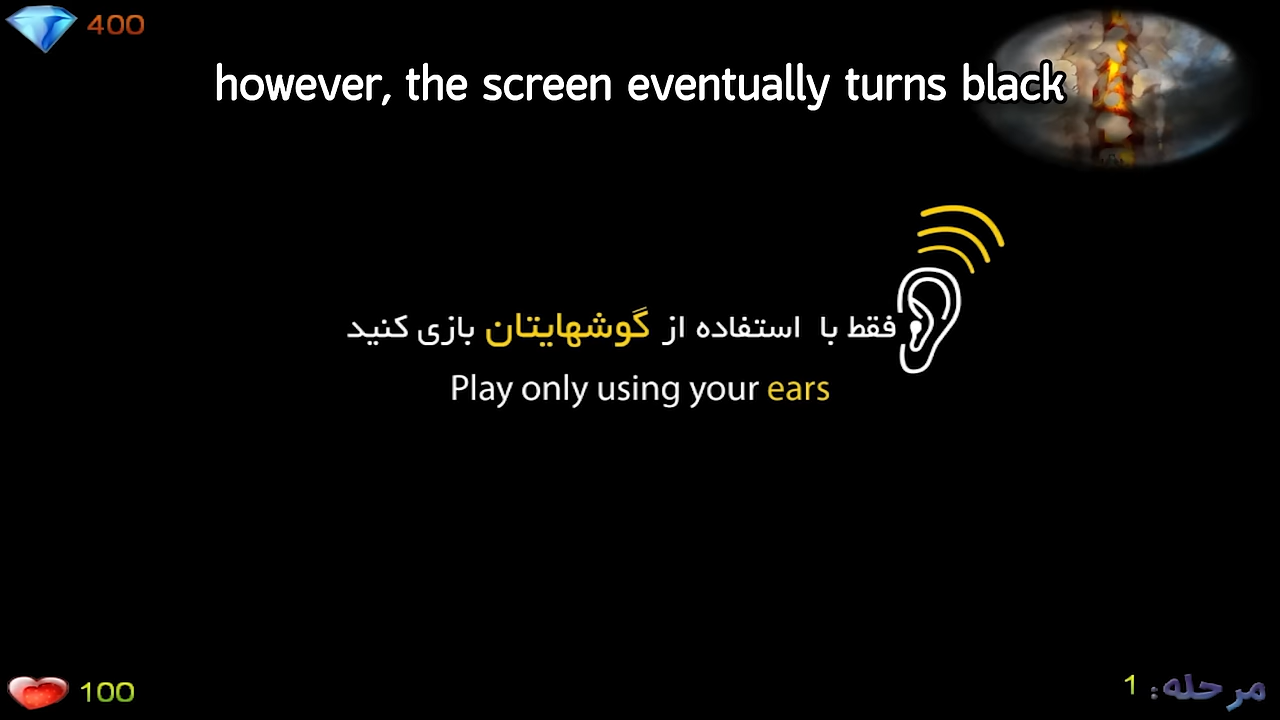 400
however, the screen eventually turns black
فقط با استفاده از گوشهایتان بازی کنید
Play only using your ears
100
مرحله: 1